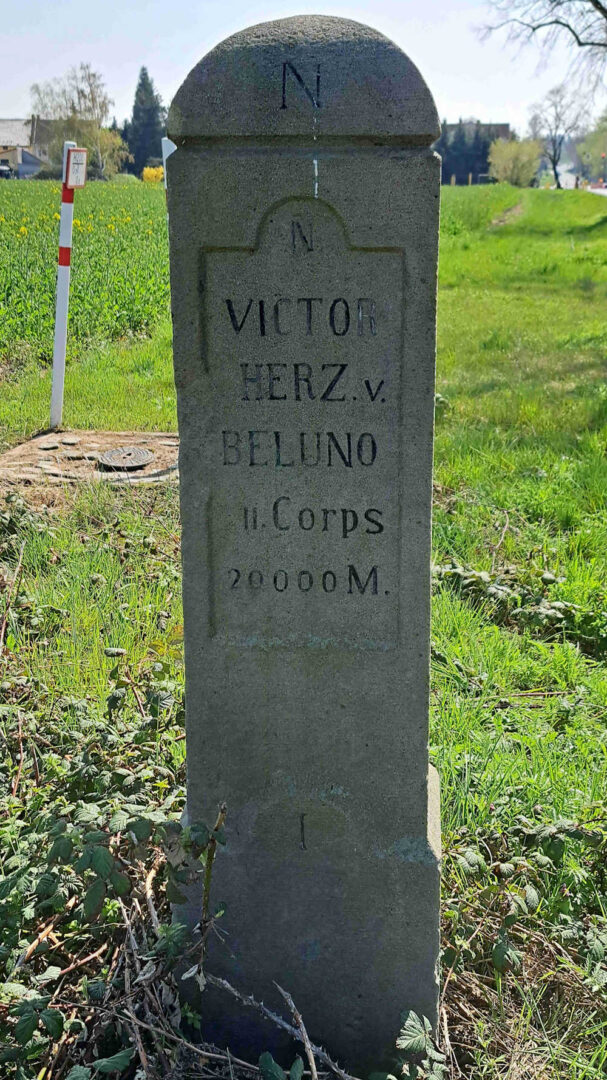 N
N
VICTOR
HERZ. v.
BELUNO
II. Corps
20000 M.
I